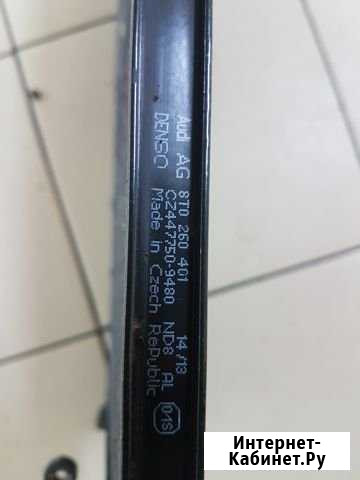 Audi AG 8T0 260 401 14/13
DENSO CZ447750-9480 ND8 AL
Made in Czech RePublic 04S
Интернет-
Кабинет.Ру